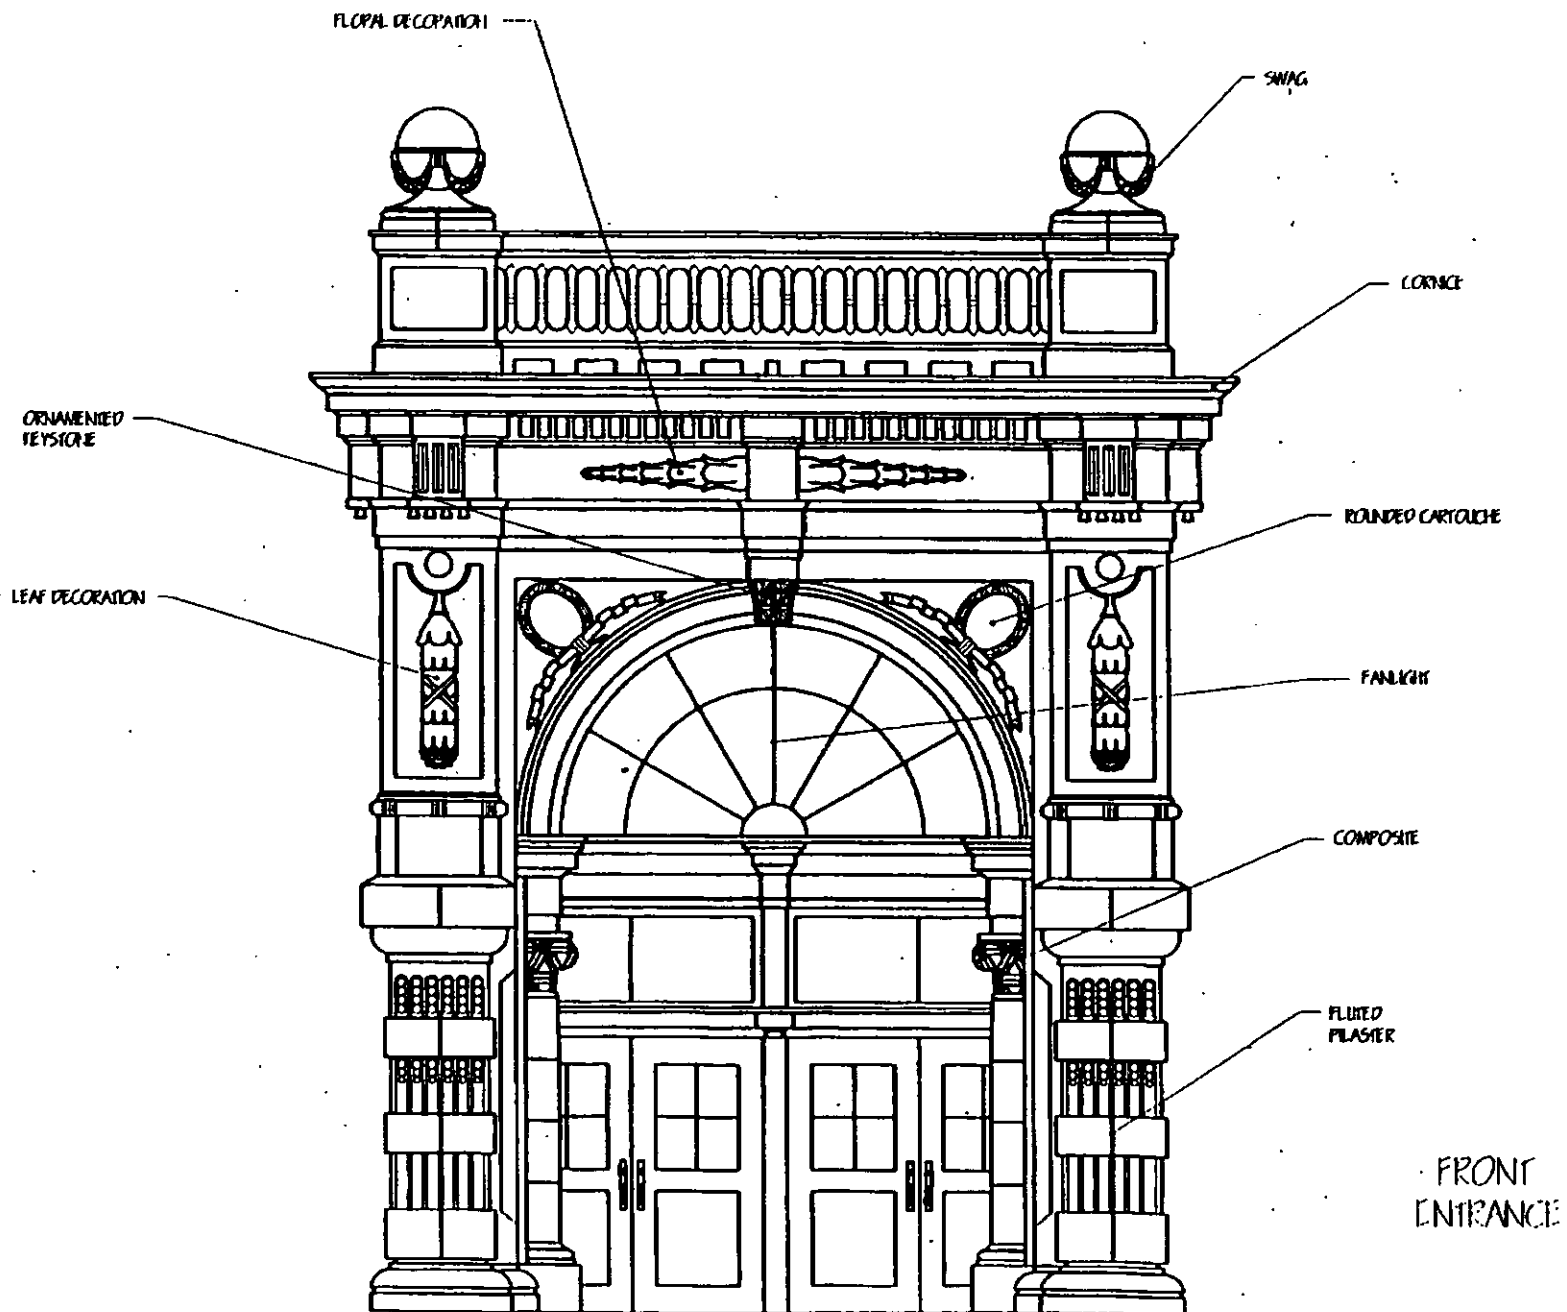 FLORAL DECORATION
SWAG
CORNICE
ORNAMENTED
KEYSTONE
ROUNDED CARTOUCHE
LEAF DECORATION
FANLIGHT
COMPOSITE
FLUTED
PILASTER
FRONT
ENTRANCE